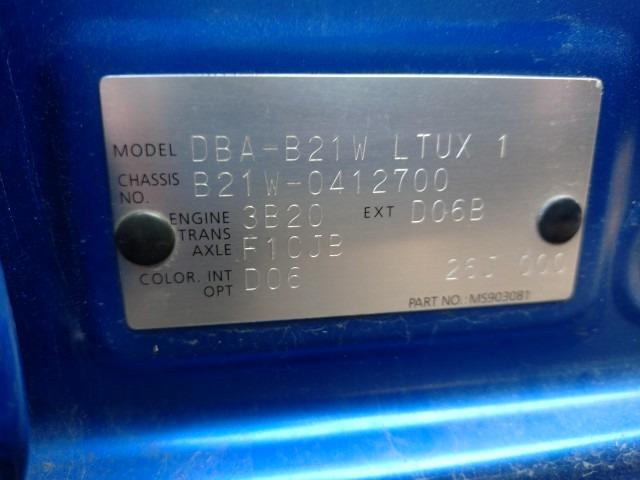 MODEL DBA-B21W LTUX 1
CHASSIS NO. B21W-0412700
ENGINE 3B20 EXT D06B
TRANS AXLE F1CJB
COLOR. INT D06
OPT 26J 000
PART NO.: MS903081